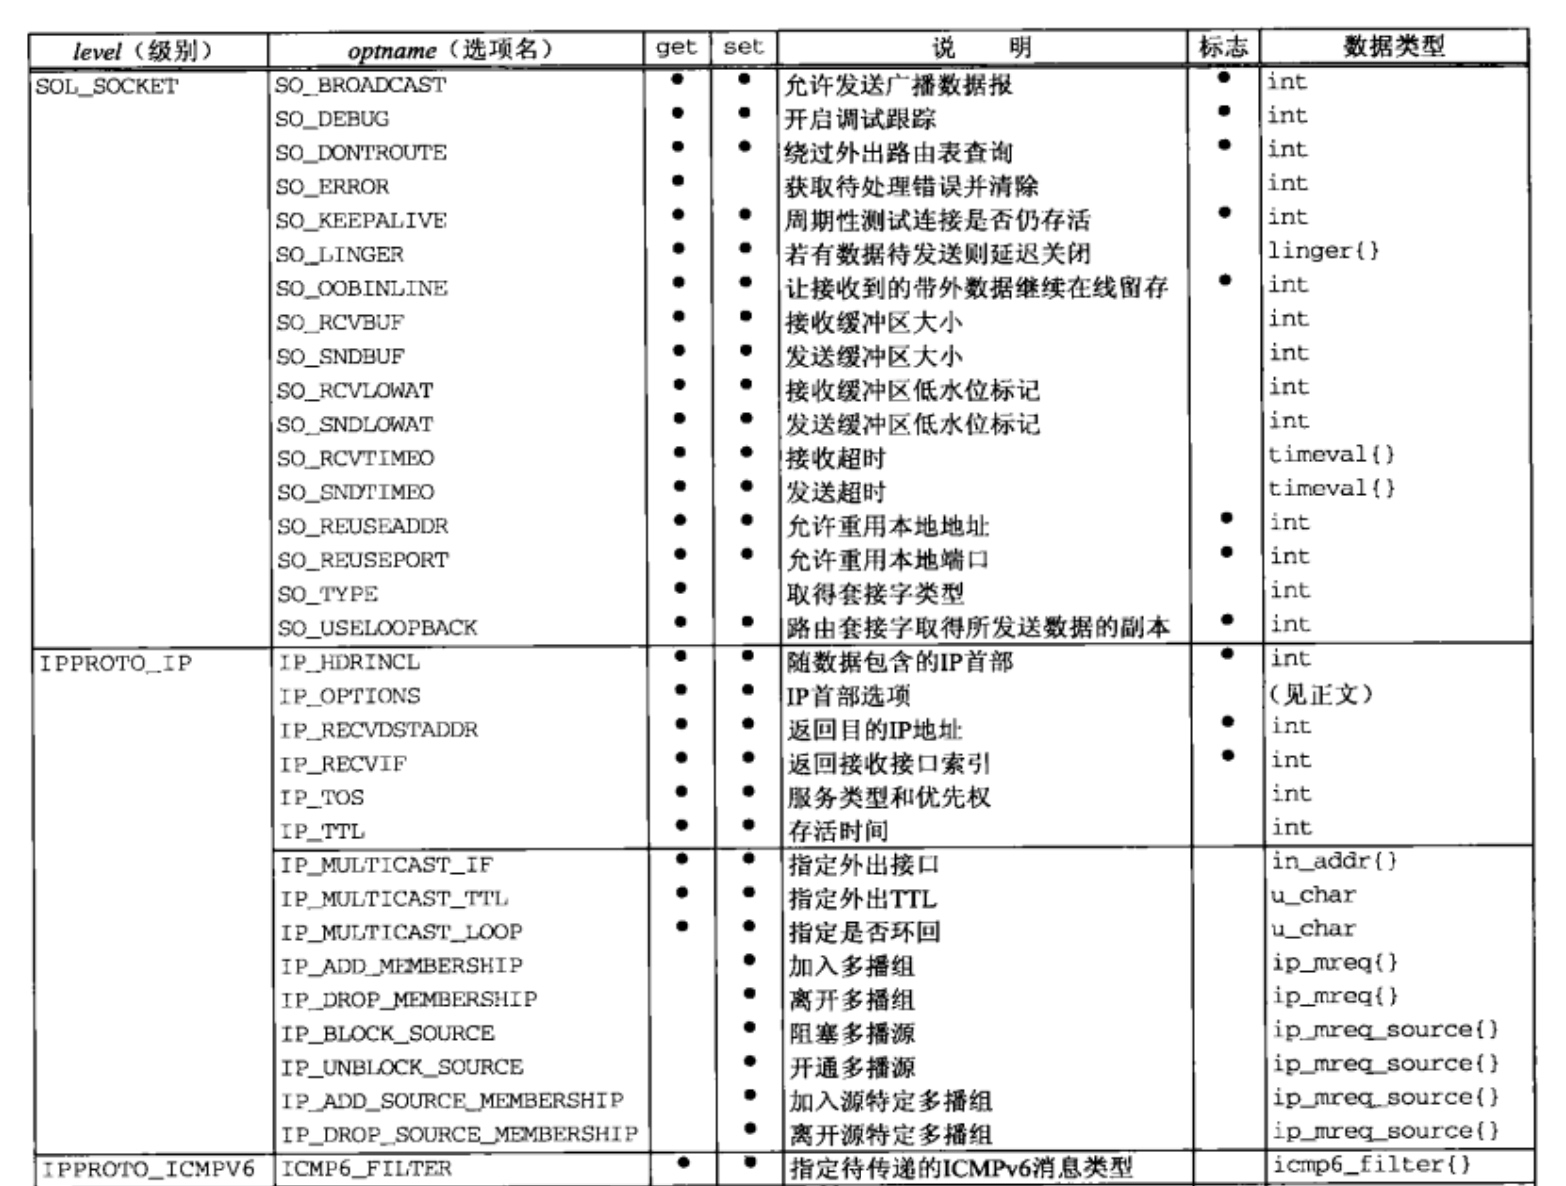 level（级别） optname（选项名） get set 说 明 标志 数据类型
SOL_SOCKET SO_BROADCAST ● ● 允许发送广播数据报 ● int
SO_DEBUG ● ● 开启调试跟踪 ● int
SO_DONTROUTE ● ● 绕过外出路由表查询 ● int
SO_ERROR ● 获取待处理错误并清除 int
SO_KEEPALIVE ● ● 周期性测试连接是否仍存活 ● int
SO_LINGER ● ● 若有数据待发送则延迟关闭 linger{}
SO_OOBINLINE ● ● 让接收到的带外数据继续在线留存 ● int
SO_RCVBUF ● ● 接收缓冲区大小 int
SO_SNDBUF ● ● 发送缓冲区大小 int
SO_RCVLOWAT ● ● 接收缓冲区低水位标记 int
SO_SNDLOWAT ● ● 发送缓冲区低水位标记 int
SO_RCVTIMEO ● ● 接收超时 timeval{}
SO_SNDTIMEO ● ● 发送超时 timeval{}
SO_REUSEADDR ● ● 允许重用本地地址 ● int
SO_REUSEPORT ● ● 允许重用本地端口 ● int
SO_TYPE ● 取得套接字类型 int
SO_USELOOPBACK ● ● 路由套接字取得所发送数据的副本 ● int
IPPROTO_IP IP_HDRINCL ● ● 随数据包含的IP首部 ● int
IP_OPTIONS ● ● IP首部选项 （见正文）
IP_RECVDSTADDR ● ● 返回目的IP地址 ● int
IP_RECVIF ● ● 返回接收接口索引 ● int
IP_TOS ● ● 服务类型和优先权 int
IP_TTL ● ● 存活时间 int
IP_MULTICAST_IF ● ● 指定外出接口 in_addr{}
IP_MULTICAST_TTL ● ● 指定外出TTL u_char
IP_MULTICAST_LOOP ● ● 指定是否环回 u_char
IP_ADD_MEMBERSHIP ● 加入多播组 ip_mreq{}
IP_DROP_MEMBERSHIP ● 离开多播组 ip_mreq{}
IP_BLOCK_SOURCE ● 阻塞多播源 ip_mreq_source{}
IP_UNBLOCK_SOURCE ● 开通多播源 ip_mreq_source{}
IP_ADD_SOURCE_MEMBERSHIP ● 加入源特定多播组 ip_mreq_source{}
IP_DROP_SOURCE_MEMBERSHIP ● 离开源特定多播组 ip_mreq_source{}
IPPROTO_ICMPV6 ICMP6_FILTER ● ● 指定待传递的ICMPv6消息类型 icmp6_filter{}